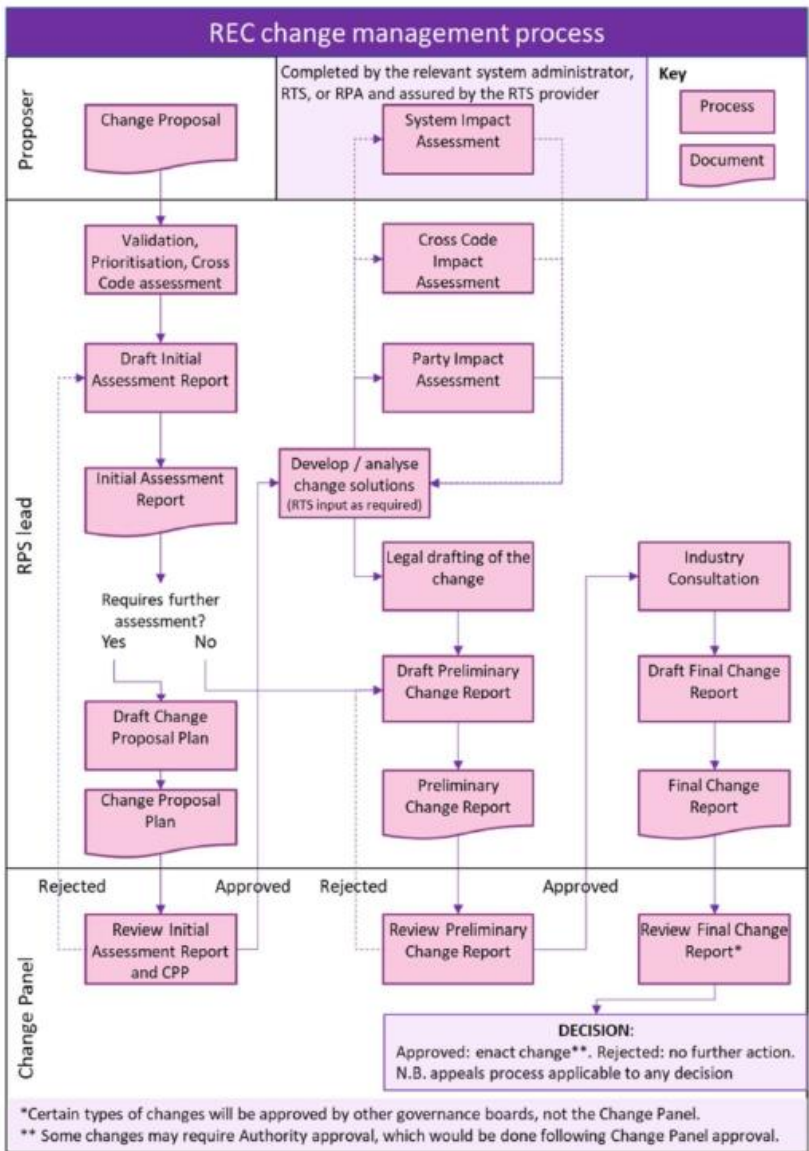 REC change management process
Proposer
Change Proposal
Completed by the relevant system administrator,
RTS, or RPA and assured by the RTS provider
System Impact
Assessment
Key
Process
Document
RPS lead
Validation,
Prioritisation, Cross
Code assessment
Draft Initial
Assessment Report
Initial Assessment
Report
Requires further
assessment?
Yes
No
Draft Change
Proposal Plan
Change Proposal
Plan
Cross Code
Impact
Assessment
Party Impact
Assessment
Develop / analyse
change solutions
(RTS input as required)
Legal drafting of the
change
Draft Preliminary
Change Report
Preliminary
Change Report
Industry
Consultation
Draft Final Change
Report
Final Change
Report
Change Panel
Rejected
Approved
Rejected
Approved
Review Initial
Assessment Report
and CPP
Review Preliminary
Change Report
Review Final Change
Report*
DECISION:
Approved: enact change**. Rejected: no further action.
N.B. appeals process applicable to any decision
*Certain types of changes will be approved by other governance boards, not the Change Panel.
** Some changes may require Authority approval, which would be done following Change Panel approval.